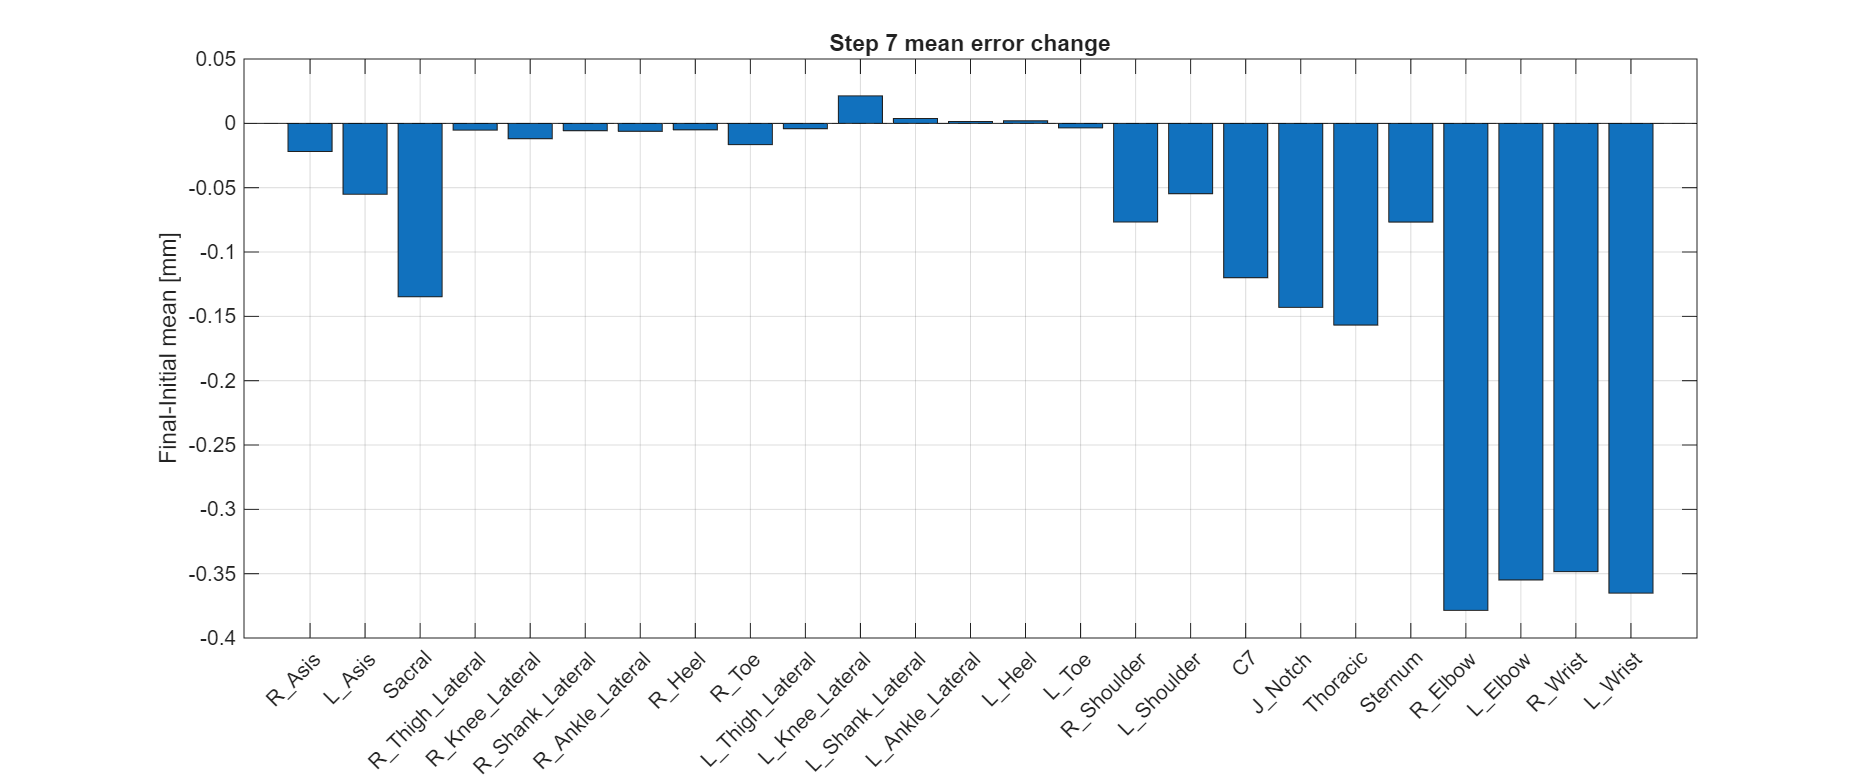 Step 7 mean error change
Final-Initial mean [mm]
0.05
0
-0.05
-0.1
-0.15
-0.2
-0.25
-0.3
-0.35
-0.4
R_Asis
L_Asis
Sacral
R_Thigh_Lateral
R_Knee_Lateral
R_Shank_Lateral
R_Ankle_Lateral
R_Heel
R_Toe
L_Thigh_Lateral
L_Knee_Lateral
L_Shank_Lateral
L_Ankle_Lateral
L_Heel
L_Toe
R_Shoulder
L_Shoulder
C7
J_Notch
Thoracic
Sternum
R_Elbow
L_Elbow
R_Wrist
L_Wrist